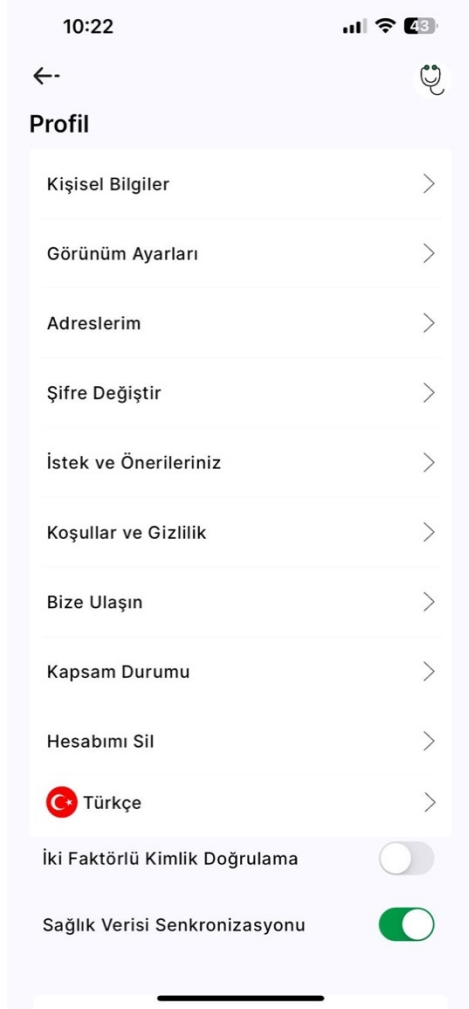 10:22
43
Profil
Kişisel Bilgiler
Görünüm Ayarları
Adreslerim
Şifre Değiştir
İstek ve Önerileriniz
Koşullar ve Gizlilik
Bize Ulaşın
Kapsam Durumu
Hesabımı Sil
Türkçe
İki Faktörlü Kimlik Doğrulama
Sağlık Verisi Senkronizasyonu